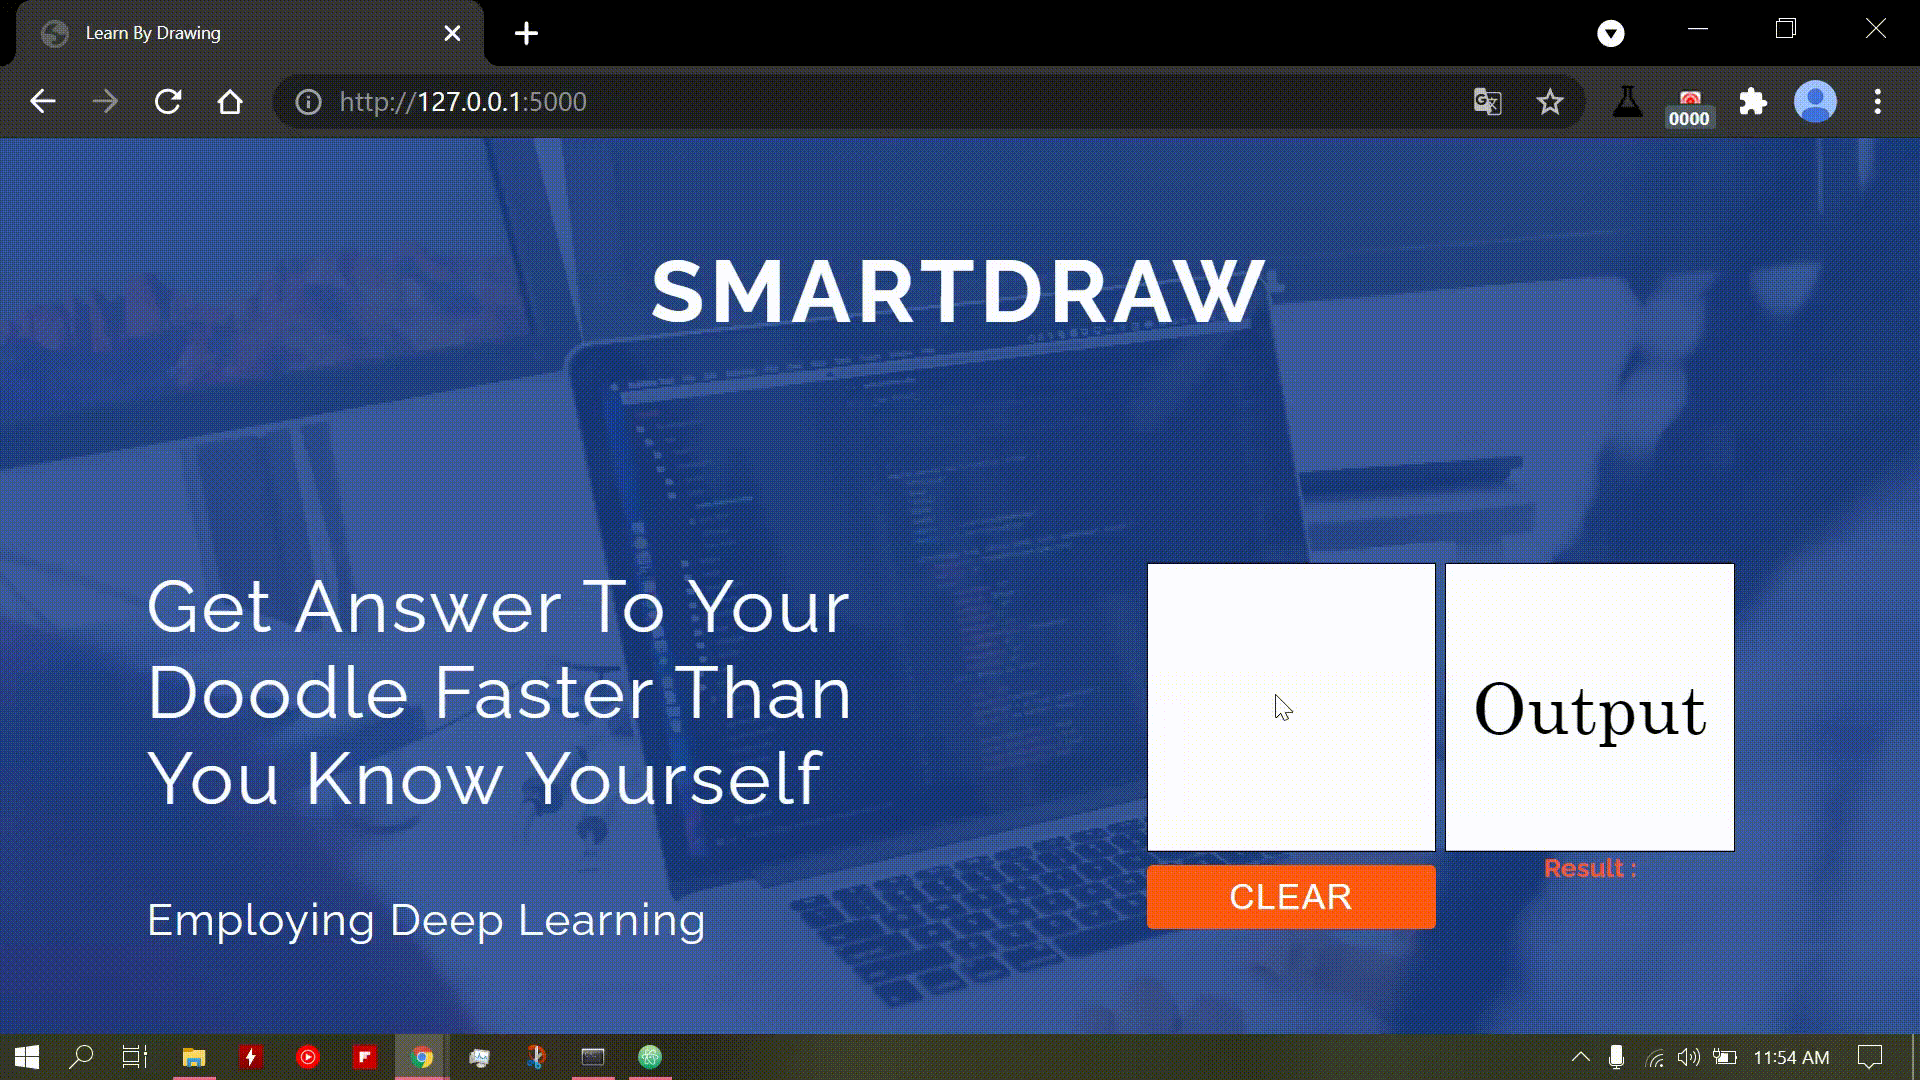 Learn By Drawing
http://127.0.0.1:5000
0000
SMARTDRAW
Get Answer To Your
Doodle Faster Than
You Know Yourself
Employing Deep Learning
Output
Result :
CLEAR
11:54 AM